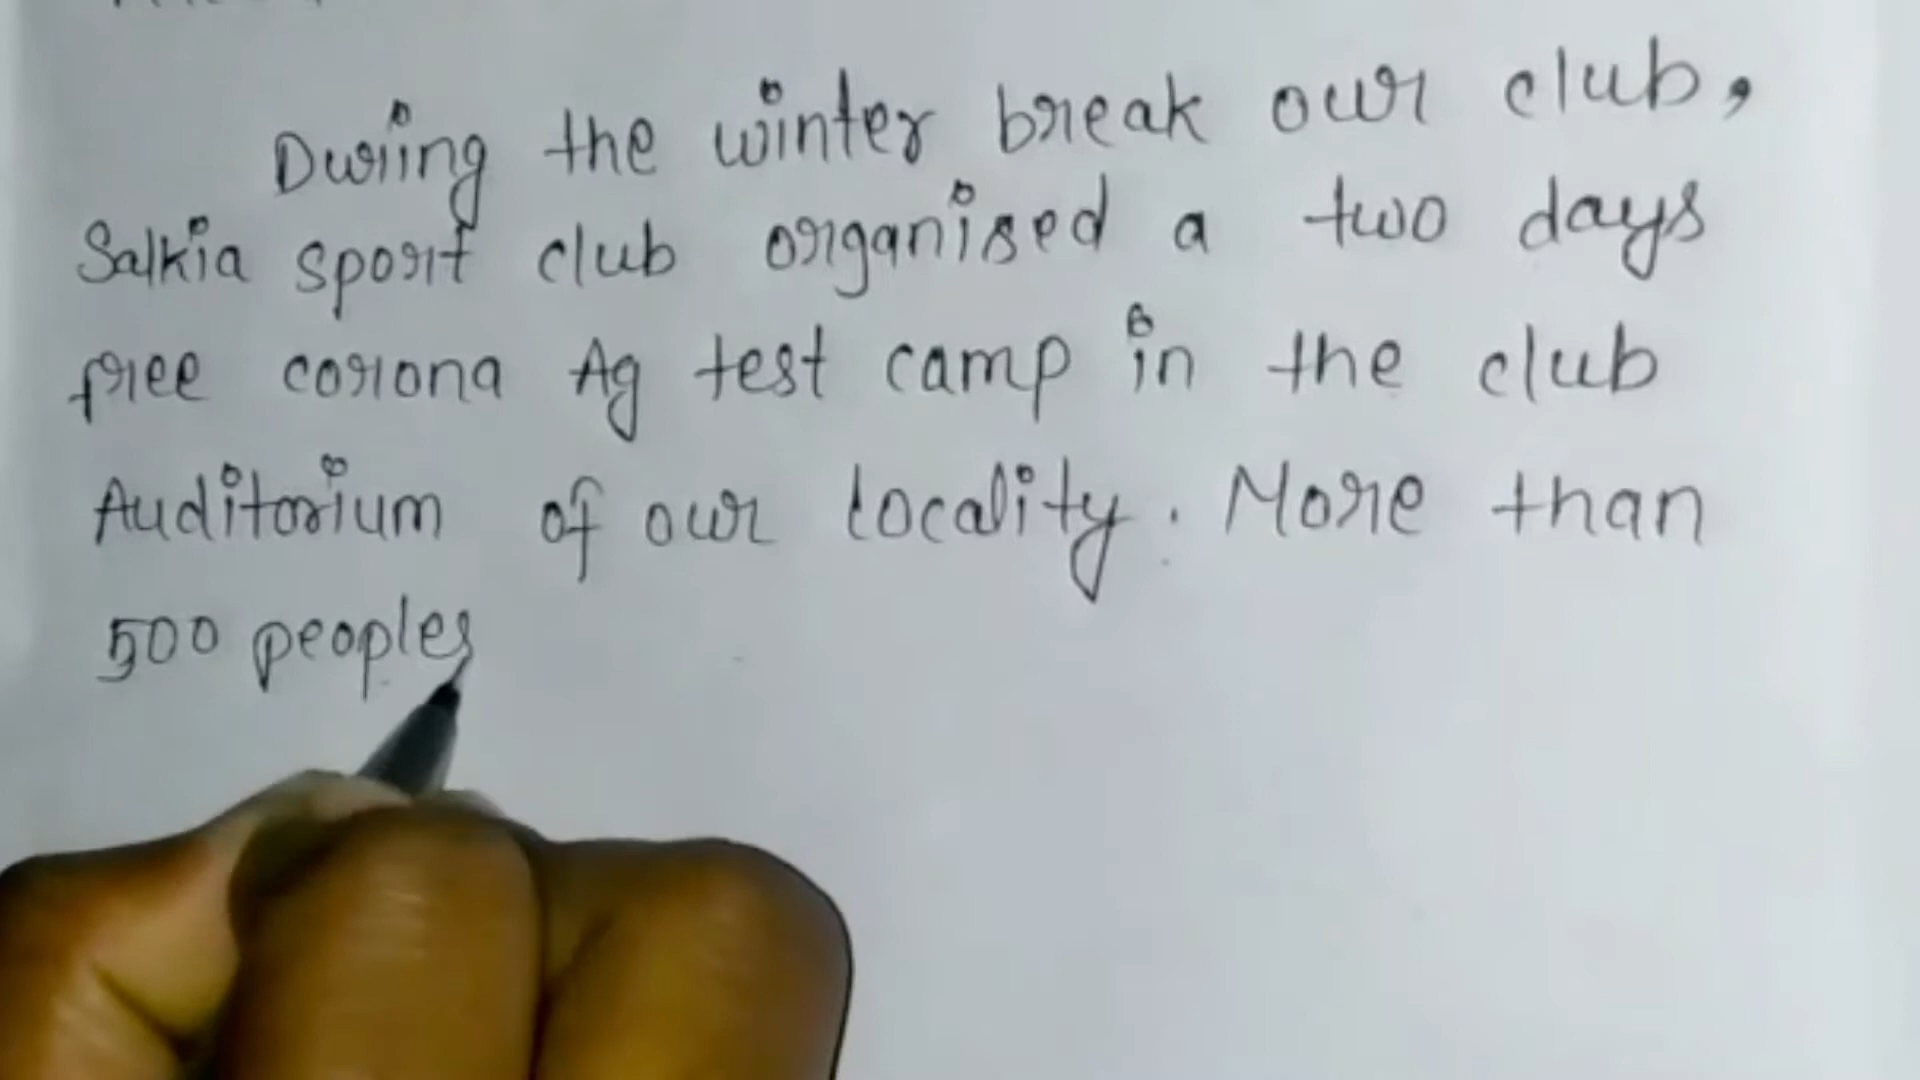 During the winter break our club,
Salkia sport club organised a two days
free corona Ag test camp in the club
Auditorium of our locality. More than
500 peoples